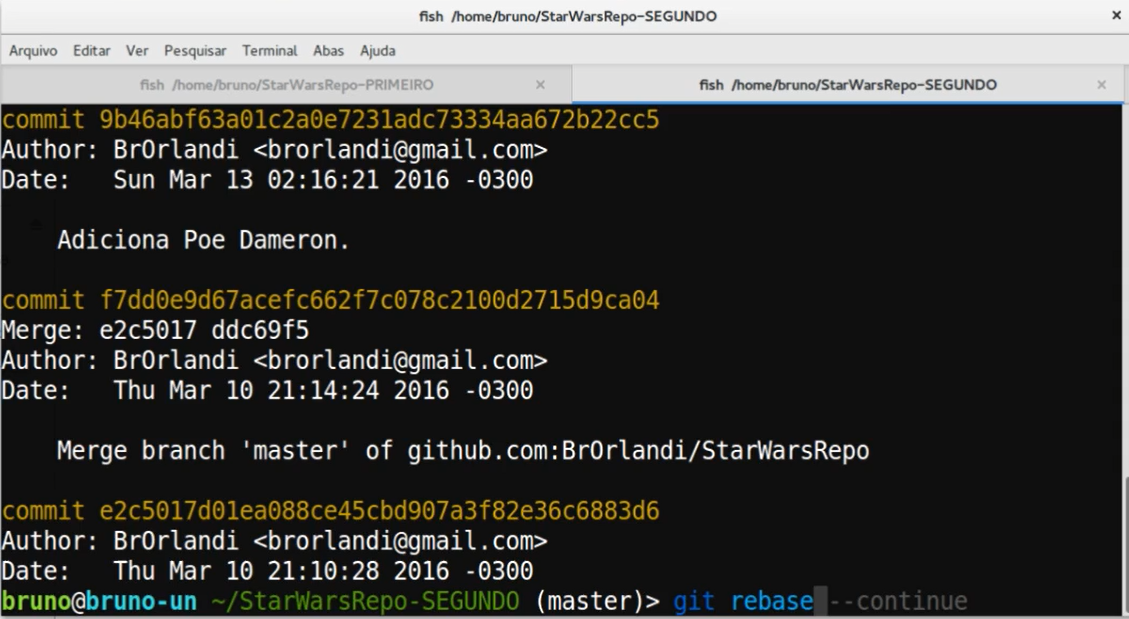 fish /home/bruno/StarWarsRepo-SEGUNDO ×
Arquivo Editar Ver Pesquisar Terminal Abas Ajuda
fish /home/bruno/StarWarsRepo-PRIMEIRO × fish /home/bruno/StarWarsRepo-SEGUNDO ×
commit 9b46abf63a01c2a0e7231adc73334aa672b22cc5
Author: BrOrlandi <brorlandi@gmail.com>
Date: Sun Mar 13 02:16:21 2016 -0300
Adiciona Poe Dameron.
commit f7dd0e9d67acefc662f7c078c2100d2715d9ca04
Merge: e2c5017 ddc69f5
Author: BrOrlandi <brorlandi@gmail.com>
Date: Thu Mar 10 21:14:24 2016 -0300
Merge branch 'master' of github.com:BrOrlandi/StarWarsRepo
commit e2c5017d01ea088ce45cbd907a3f82e36c6883d6
Author: BrOrlandi <brorlandi@gmail.com>
Date: Thu Mar 10 21:10:28 2016 -0300
bruno@bruno-un ~/StarWarsRepo-SEGUNDO (master)> git rebase --continue